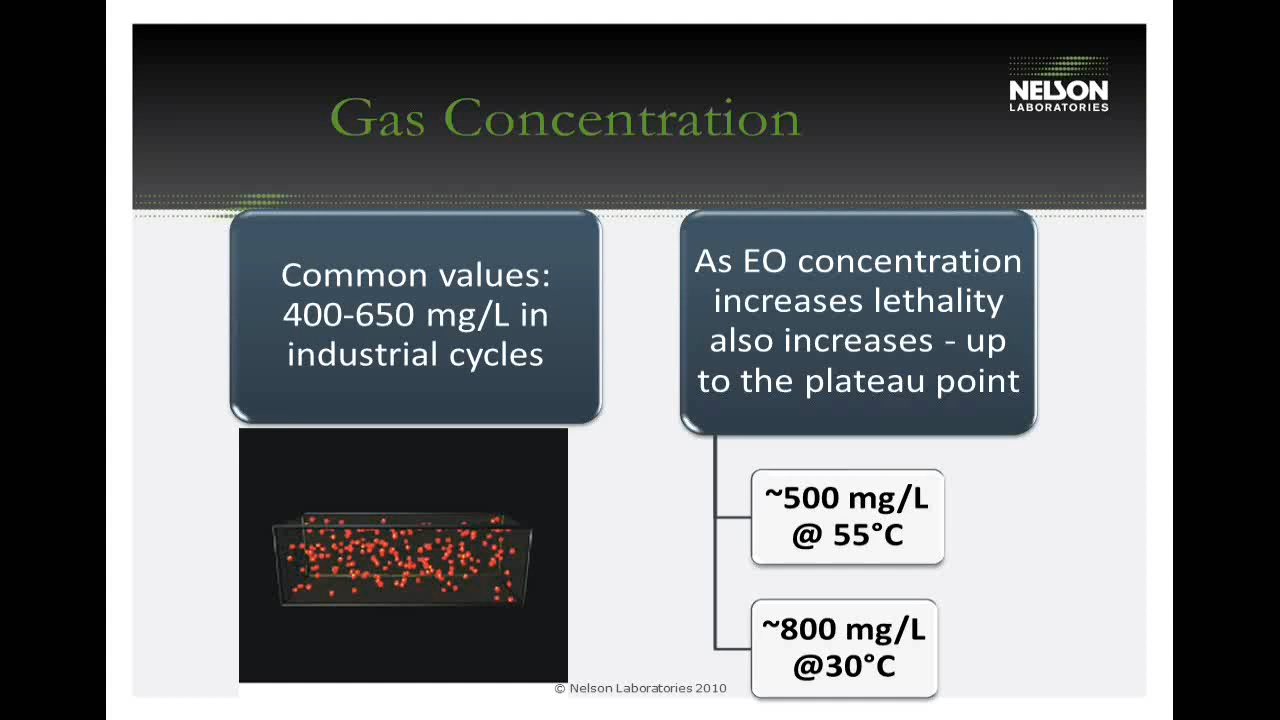 NELSON
LABORATORIES
Gas Concentration
Common values:
400-650 mg/L in
industrial cycles
As EO concentration
increases lethality
also increases - up
to the plateau point
~500 mg/L
@ 55°C
~800 mg/L
@30°C
© Nelson Laboratories 2010